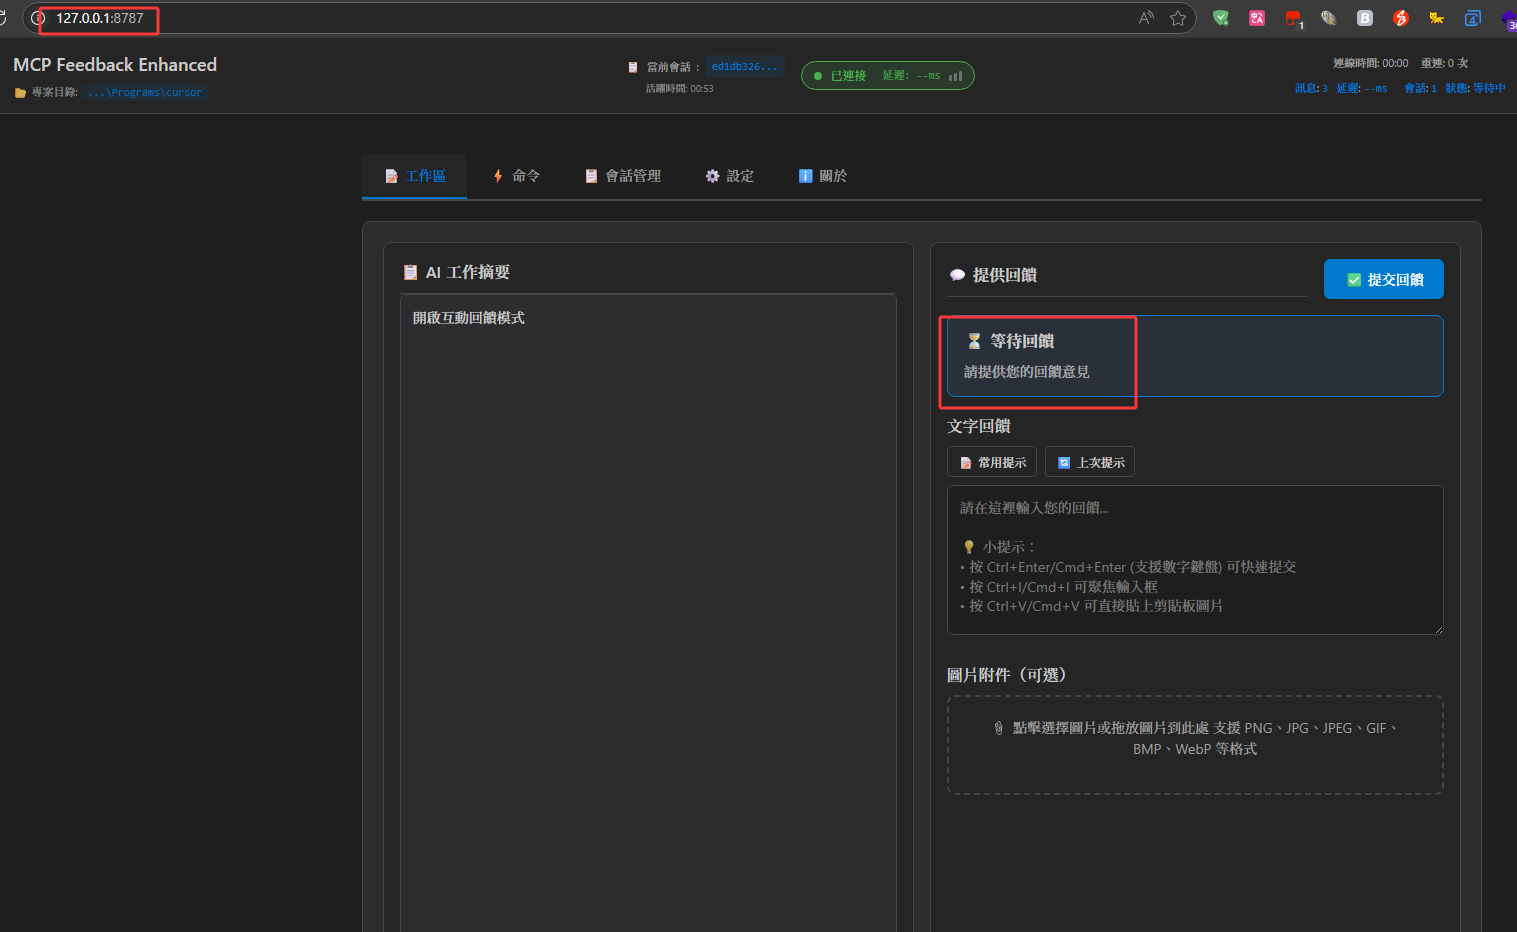 127.0.0.1:8787
MCP Feedback Enhanced
專案目錄: ...\Programs\cursor
當前會話 : ed1db326...
活躍時間: 00:53
已連接 延遲: --ms
連線時間: 00:00 重連: 0 次
訊息: 3 延遲: --ms 會話: 1 狀態: 等待中
工作區
命令
會話管理
設定
關於
AI 工作摘要
開啟互動回饋模式
提供回饋
提交回饋
等待回饋
請提供您的回饋意見
文字回饋
常用提示
上次提示
請在這裡輸入您的回饋...
小提示：
• 按 Ctrl+Enter/Cmd+Enter (支援數字鍵盤) 可快速提交
• 按 Ctrl+I/Cmd+I 可聚焦輸入框
• 按 Ctrl+V/Cmd+V 可直接貼上剪貼板圖片
圖片附件（可選）
點擊選擇圖片或拖放圖片到此處 支援 PNG、JPG、JPEG、GIF、
BMP、WebP 等格式